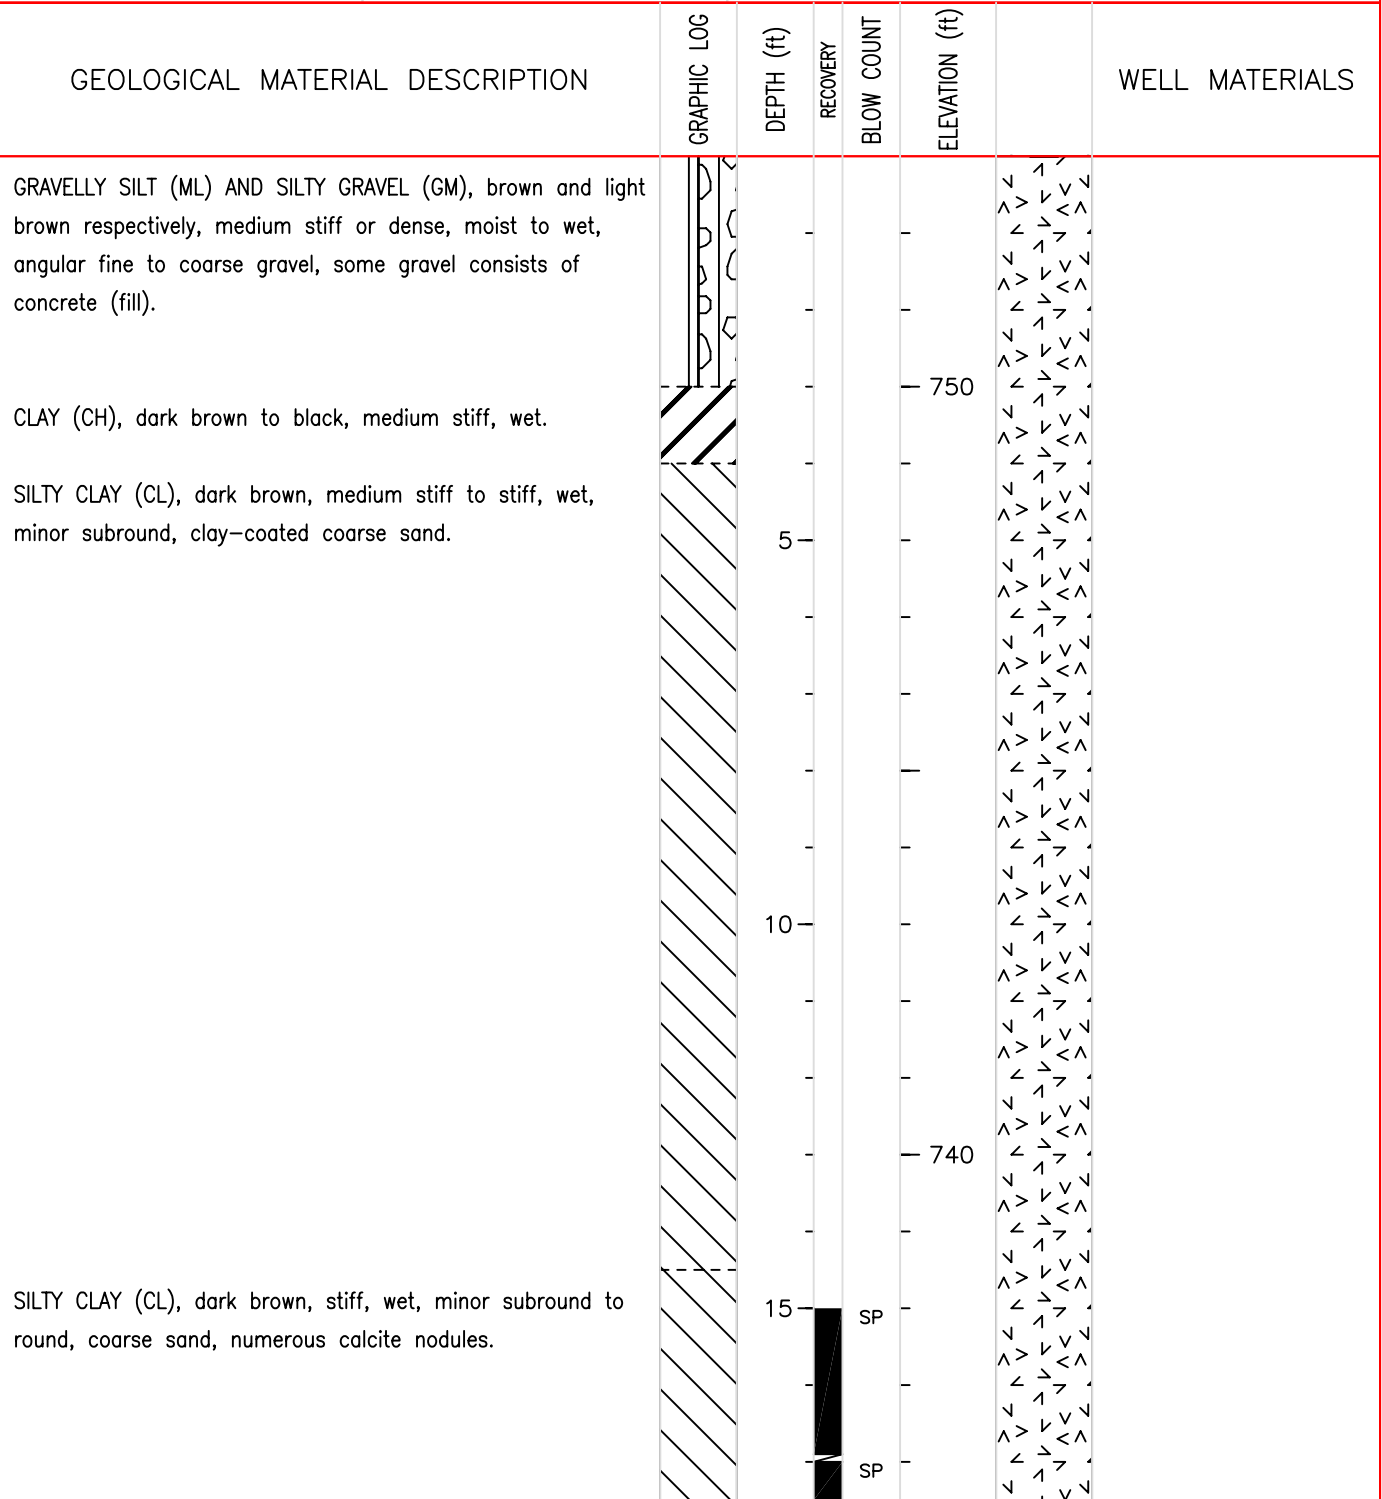 GEOLOGICAL MATERIAL DESCRIPTION
GRAPHIC LOG
DEPTH (ft)
RECOVERY
BLOW COUNT
ELEVATION (ft)
WELL MATERIALS
GRAVELLY SILT (ML) AND SILTY GRAVEL (GM), brown and light
brown respectively, medium stiff or dense, moist to wet,
angular fine to coarse gravel, some gravel consists of
concrete (fill).
750
CLAY (CH), dark brown to black, medium stiff, wet.
SILTY CLAY (CL), dark brown, medium stiff to stiff, wet,
minor subround, clay-coated coarse sand.
5
10
740
SILTY CLAY (CL), dark brown, stiff, wet, minor subround to
round, coarse sand, numerous calcite nodules.
15
SP
SP